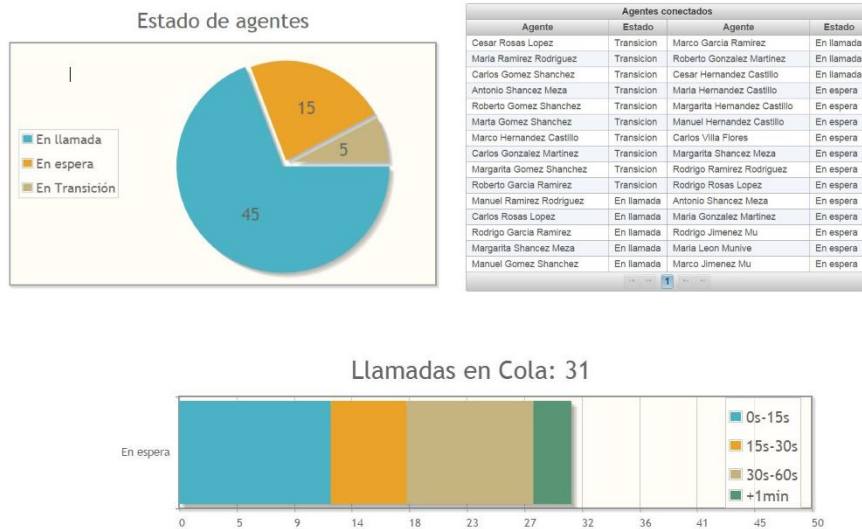 Estado de agentes
15
5
45
En llamada
En espera
En Transición
Agentes conectados
Agente Estado Agente Estado
Cesar Rosas Lopez Transicion Marco Garcia Ramirez En llamada
Maria Ramirez Rodriguez Transicion Roberto Gonzalez Martinez En llamada
Carlos Gomez Shanchez Transicion Cesar Hernandez Castillo En llamada
Antonio Shancez Meza Transicion Maria Hernandez Castillo En espera
Roberto Gomez Shanchez Transicion Margarita Hernandez Castillo En espera
Marta Gomez Shanchez Transicion Manuel Hernandez Castillo En espera
Marco Hernandez Castillo Transicion Carlos Villa Flores En espera
Carlos Gonzalez Martinez Transicion Margarita Shancez Meza En espera
Margarita Gomez Shanchez Transicion Rodrigo Ramirez Rodriguez En espera
Roberto Garcia Ramirez Transicion Rodrigo Rosas Lopez En espera
Manuel Ramirez Rodriguez En llamada Antonio Shancez Meza En espera
Carlos Rosas Lopez En llamada Maria Gonzalez Martinez En espera
Rodrigo Garcia Ramirez En llamada Rodrigo Jimenez Mu En espera
Margarita Shancez Meza En llamada Maria Leon Munive En espera
Manuel Gomez Shanchez En llamada Marco Jimenez Mu En espera
1
Llamadas en Cola: 31
En espera
0s-15s
15s-30s
30s-60s
+1min
0 5 9 14 18 23 27 32 36 41 45 50